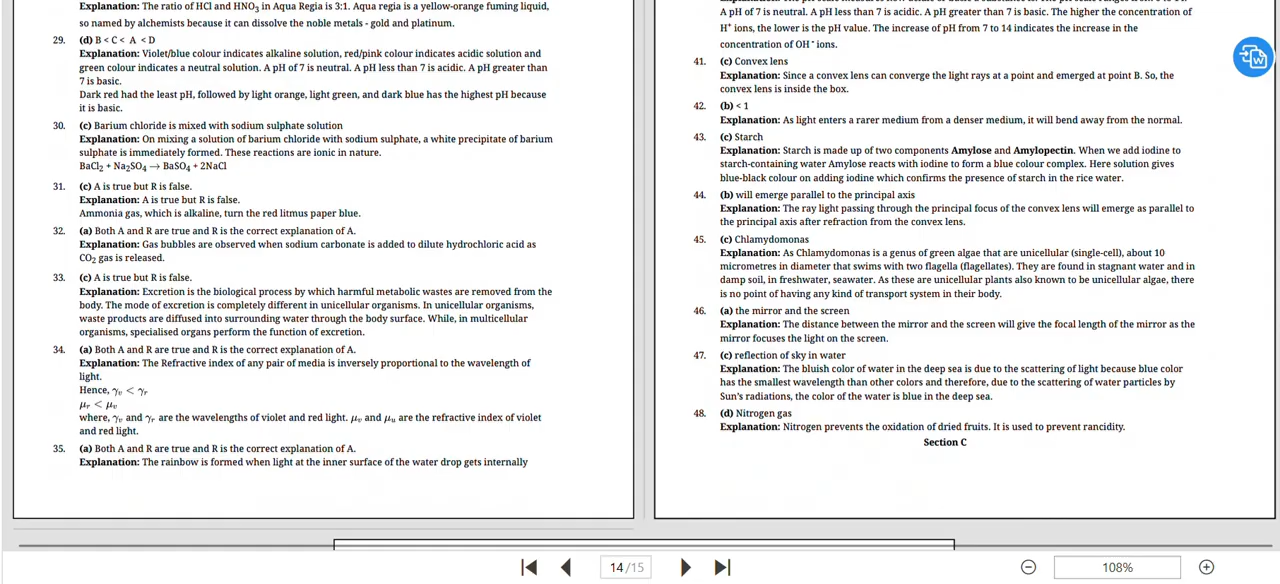 Explanation: The ratio of HCl and HNO3 in Aqua Regia is 3:1. Aqua regia is a yellow-orange fuming liquid,
so named by alchemists because it can dissolve the noble metals - gold and platinum.
29. (d) B < C < A < D
Explanation: Violet/blue colour indicates alkaline solution, red/pink colour indicates acidic solution and
green colour indicates a neutral solution. A pH of 7 is neutral. A pH less than 7 is acidic. A pH greater than
7 is basic.
Dark red had the least pH, followed by light orange, light green, and dark blue has the highest pH because
it is basic.
30. (c) Barium chloride is mixed with sodium sulphate solution
Explanation: On mixing a solution of barium chloride with sodium sulphate, a white precipitate of barium
sulphate is immediately formed. These reactions are ionic in nature.
BaCl2 + Na2SO4 → BaSO4 + 2NaCl
31. (c) A is true but R is false.
Explanation: A is true but R is false.
Ammonia gas, which is alkaline, turn the red litmus paper blue.
32. (a) Both A and R are true and R is the correct explanation of A.
Explanation: Gas bubbles are observed when sodium carbonate is added to dilute hydrochloric acid as
CO2 gas is released.
33. (c) A is true but R is false.
Explanation: Excretion is the biological process by which harmful metabolic wastes are removed from the
body. The mode of excretion is completely different in unicellular organisms. In unicellular organisms,
waste products are diffused into surrounding water through the body surface. While, in multicellular
organisms, specialised organs perform the function of excretion.
34. (a) Both A and R are true and R is the correct explanation of A.
Explanation: The Refractive index of any pair of media is inversely proportional to the wavelength of
light.
Hence, γv < γr
μr < μv
where, γv and γr are the wavelengths of violet and red light. μv and μu are the refractive index of violet
and red light.
35. (a) Both A and R are true and R is the correct explanation of A.
Explanation: The rainbow is formed when light at the inner surface of the water drop gets internally
A pH of 7 is neutral. A pH less than 7 is acidic. A pH greater than 7 is basic. The higher the concentration of
H+ ions, the lower is the pH value. The increase of pH from 7 to 14 indicates the increase in the
concentration of OH- ions.
41. (c) Convex lens
Explanation: Since a convex lens can converge the light rays at a point and emerged at point B. So, the
convex lens is inside the box.
42. (b) < 1
Explanation: As light enters a rarer medium from a denser medium, it will bend away from the normal.
43. (c) Starch
Explanation: Starch is made up of two components Amylose and Amylopectin. When we add iodine to
starch-containing water Amylose reacts with iodine to form a blue colour complex. Here solution gives
blue-black colour on adding iodine which confirms the presence of starch in the rice water.
44. (b) will emerge parallel to the principal axis
Explanation: The ray light passing through the principal focus of the convex lens will emerge as parallel to
the principal axis after refraction from the convex lens.
45. (c) Chlamydomonas
Explanation: As Chlamydomonas is a genus of green algae that are unicellular (single-cell), about 10
micrometres in diameter that swims with two flagella (flagellates). They are found in stagnant water and in
damp soil, in freshwater, seawater. As these are unicellular plants also known to be unicellular algae, there
is no point of having any kind of transport system in their body.
46. (a) the mirror and the screen
Explanation: The distance between the mirror and the screen will give the focal length of the mirror as the
mirror focuses the light on the screen.
47. (c) reflection of sky in water
Explanation: The bluish color of water in the deep sea is due to the scattering of light because blue color
has the smallest wavelength than other colors and therefore, due to the scattering of water particles by
Sun's radiations, the color of the water is blue in the deep sea.
48. (d) Nitrogen gas
Explanation: Nitrogen prevents the oxidation of dried fruits. It is used to prevent rancidity.
Section C
W
14 /15
108%